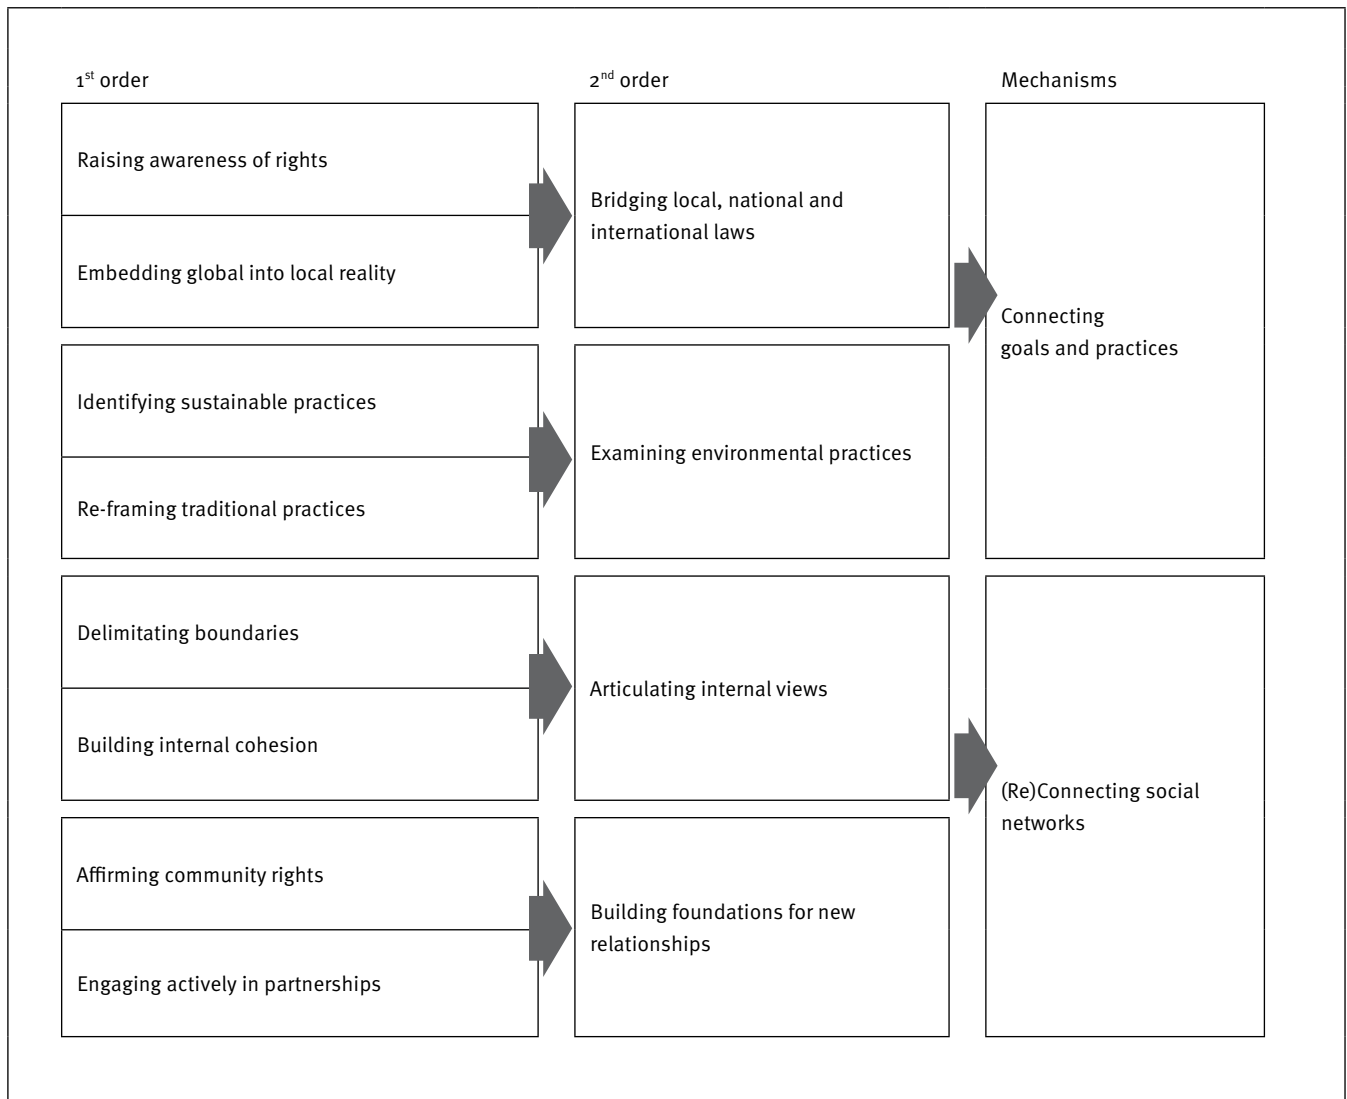 1st order
2nd order
Mechanisms
Raising awareness of rights
Embedding global into local reality
Bridging local, national and
international laws
Connecting
goals and practices
Identifying sustainable practices
Re-framing traditional practices
Examining environmental practices
Delimitating boundaries
Building internal cohesion
Articulating internal views
(Re)Connecting social
networks
Affirming community rights
Engaging actively in partnerships
Building foundations for new
relationships